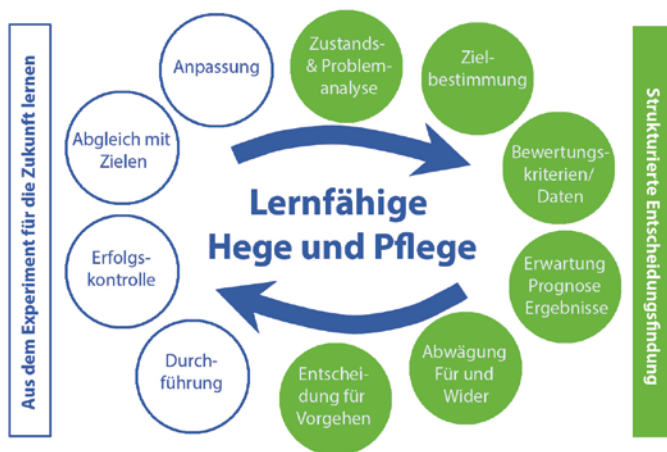 Aus dem Experiment für die Zukunft lernen
Anpassung
Zustands-
& Problem-
analyse
Ziel-
bestimmung
Abgleich mit
Zielen
Bewertungs-
kriterien/
Daten
Lernfähige
Hege und Pflege
Erfolgs-
kontrolle
Erwartung
Prognose
Ergebnisse
Durch-
führung
Entschei-
dung für
Vorgehen
Abwägung
Für und
Wider
Strukturierte Entscheidungsfindung